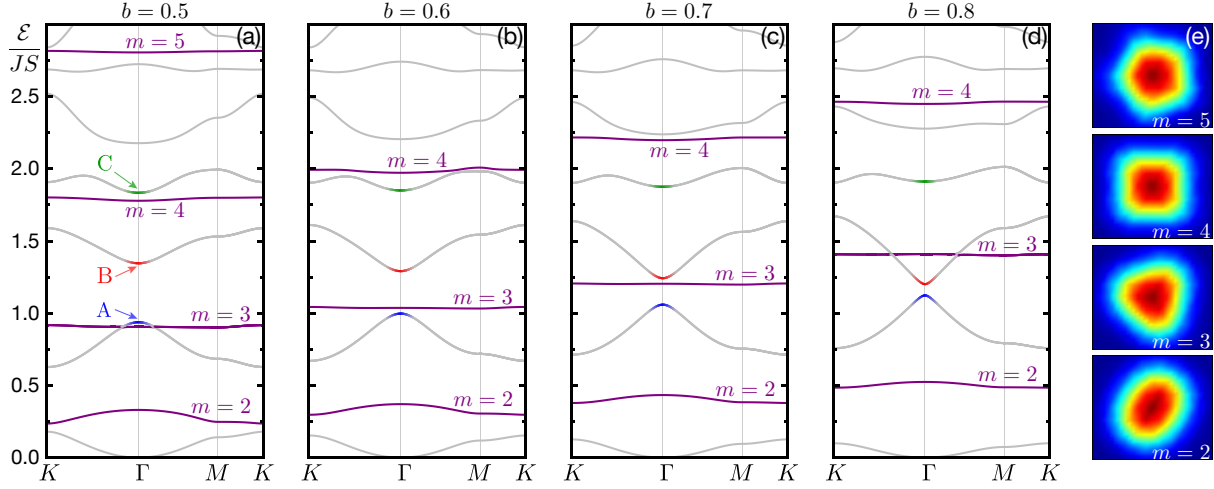 b = 0.5
b = 0.6
b = 0.7
b = 0.8
ℰ
JS
(a)
(b)
(c)
(d)
(e)
2.5
2.0
1.5
1.0
0.5
0.0
m = 5
C
m = 4
B
A
m = 3
m = 2
m = 4
m = 3
m = 2
m = 4
m = 3
m = 2
m = 4
m = 3
m = 2
m = 5
m = 4
m = 3
m = 2
K Γ M K
K Γ M K
K Γ M K
K Γ M K